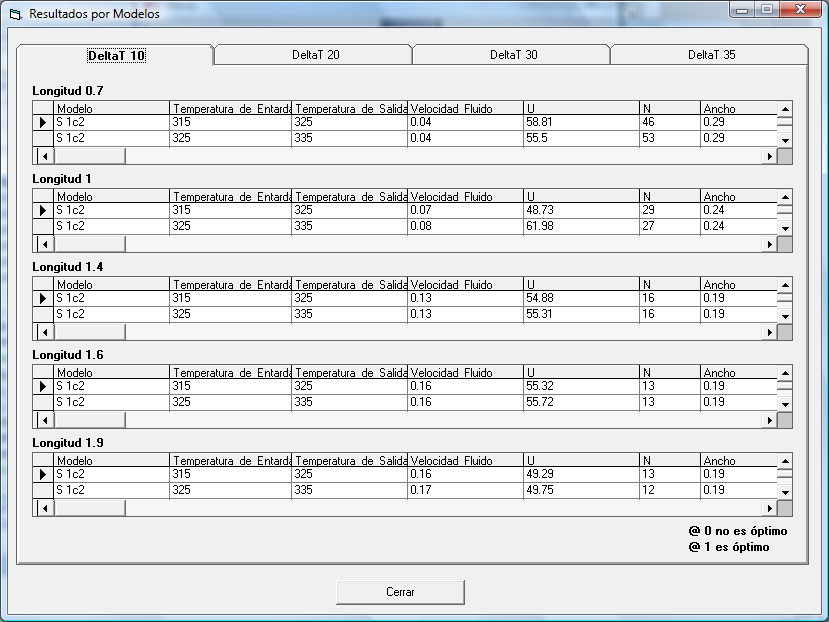 Resultados por Modelos
DeltaT 10 DeltaT 20 DeltaT 30 DeltaT 35
Longitud 0.7
Modelo Temperatura de Entarda Temperatura de Salida Velocidad Fluido U N Ancho
S 1c2 315 325 0.04 58.81 46 0.29
S 1c2 325 335 0.04 55.5 53 0.29
Longitud 1
Modelo Temperatura de Entarda Temperatura de Salida Velocidad Fluido U N Ancho
S 1c2 315 325 0.07 48.73 29 0.24
S 1c2 325 335 0.08 61.98 27 0.24
Longitud 1.4
Modelo Temperatura de Entarda Temperatura de Salida Velocidad Fluido U N Ancho
S 1c2 315 325 0.13 54.88 16 0.19
S 1c2 325 335 0.13 55.31 16 0.19
Longitud 1.6
Modelo Temperatura de Entarda Temperatura de Salida Velocidad Fluido U N Ancho
S 1c2 315 325 0.16 55.32 13 0.19
S 1c2 325 335 0.16 55.72 13 0.19
Longitud 1.9
Modelo Temperatura de Entarda Temperatura de Salida Velocidad Fluido U N Ancho
S 1c2 315 325 0.16 49.29 13 0.19
S 1c2 325 335 0.17 49.75 12 0.19
@ 0 no es óptimo
@ 1 es óptimo
Cerrar